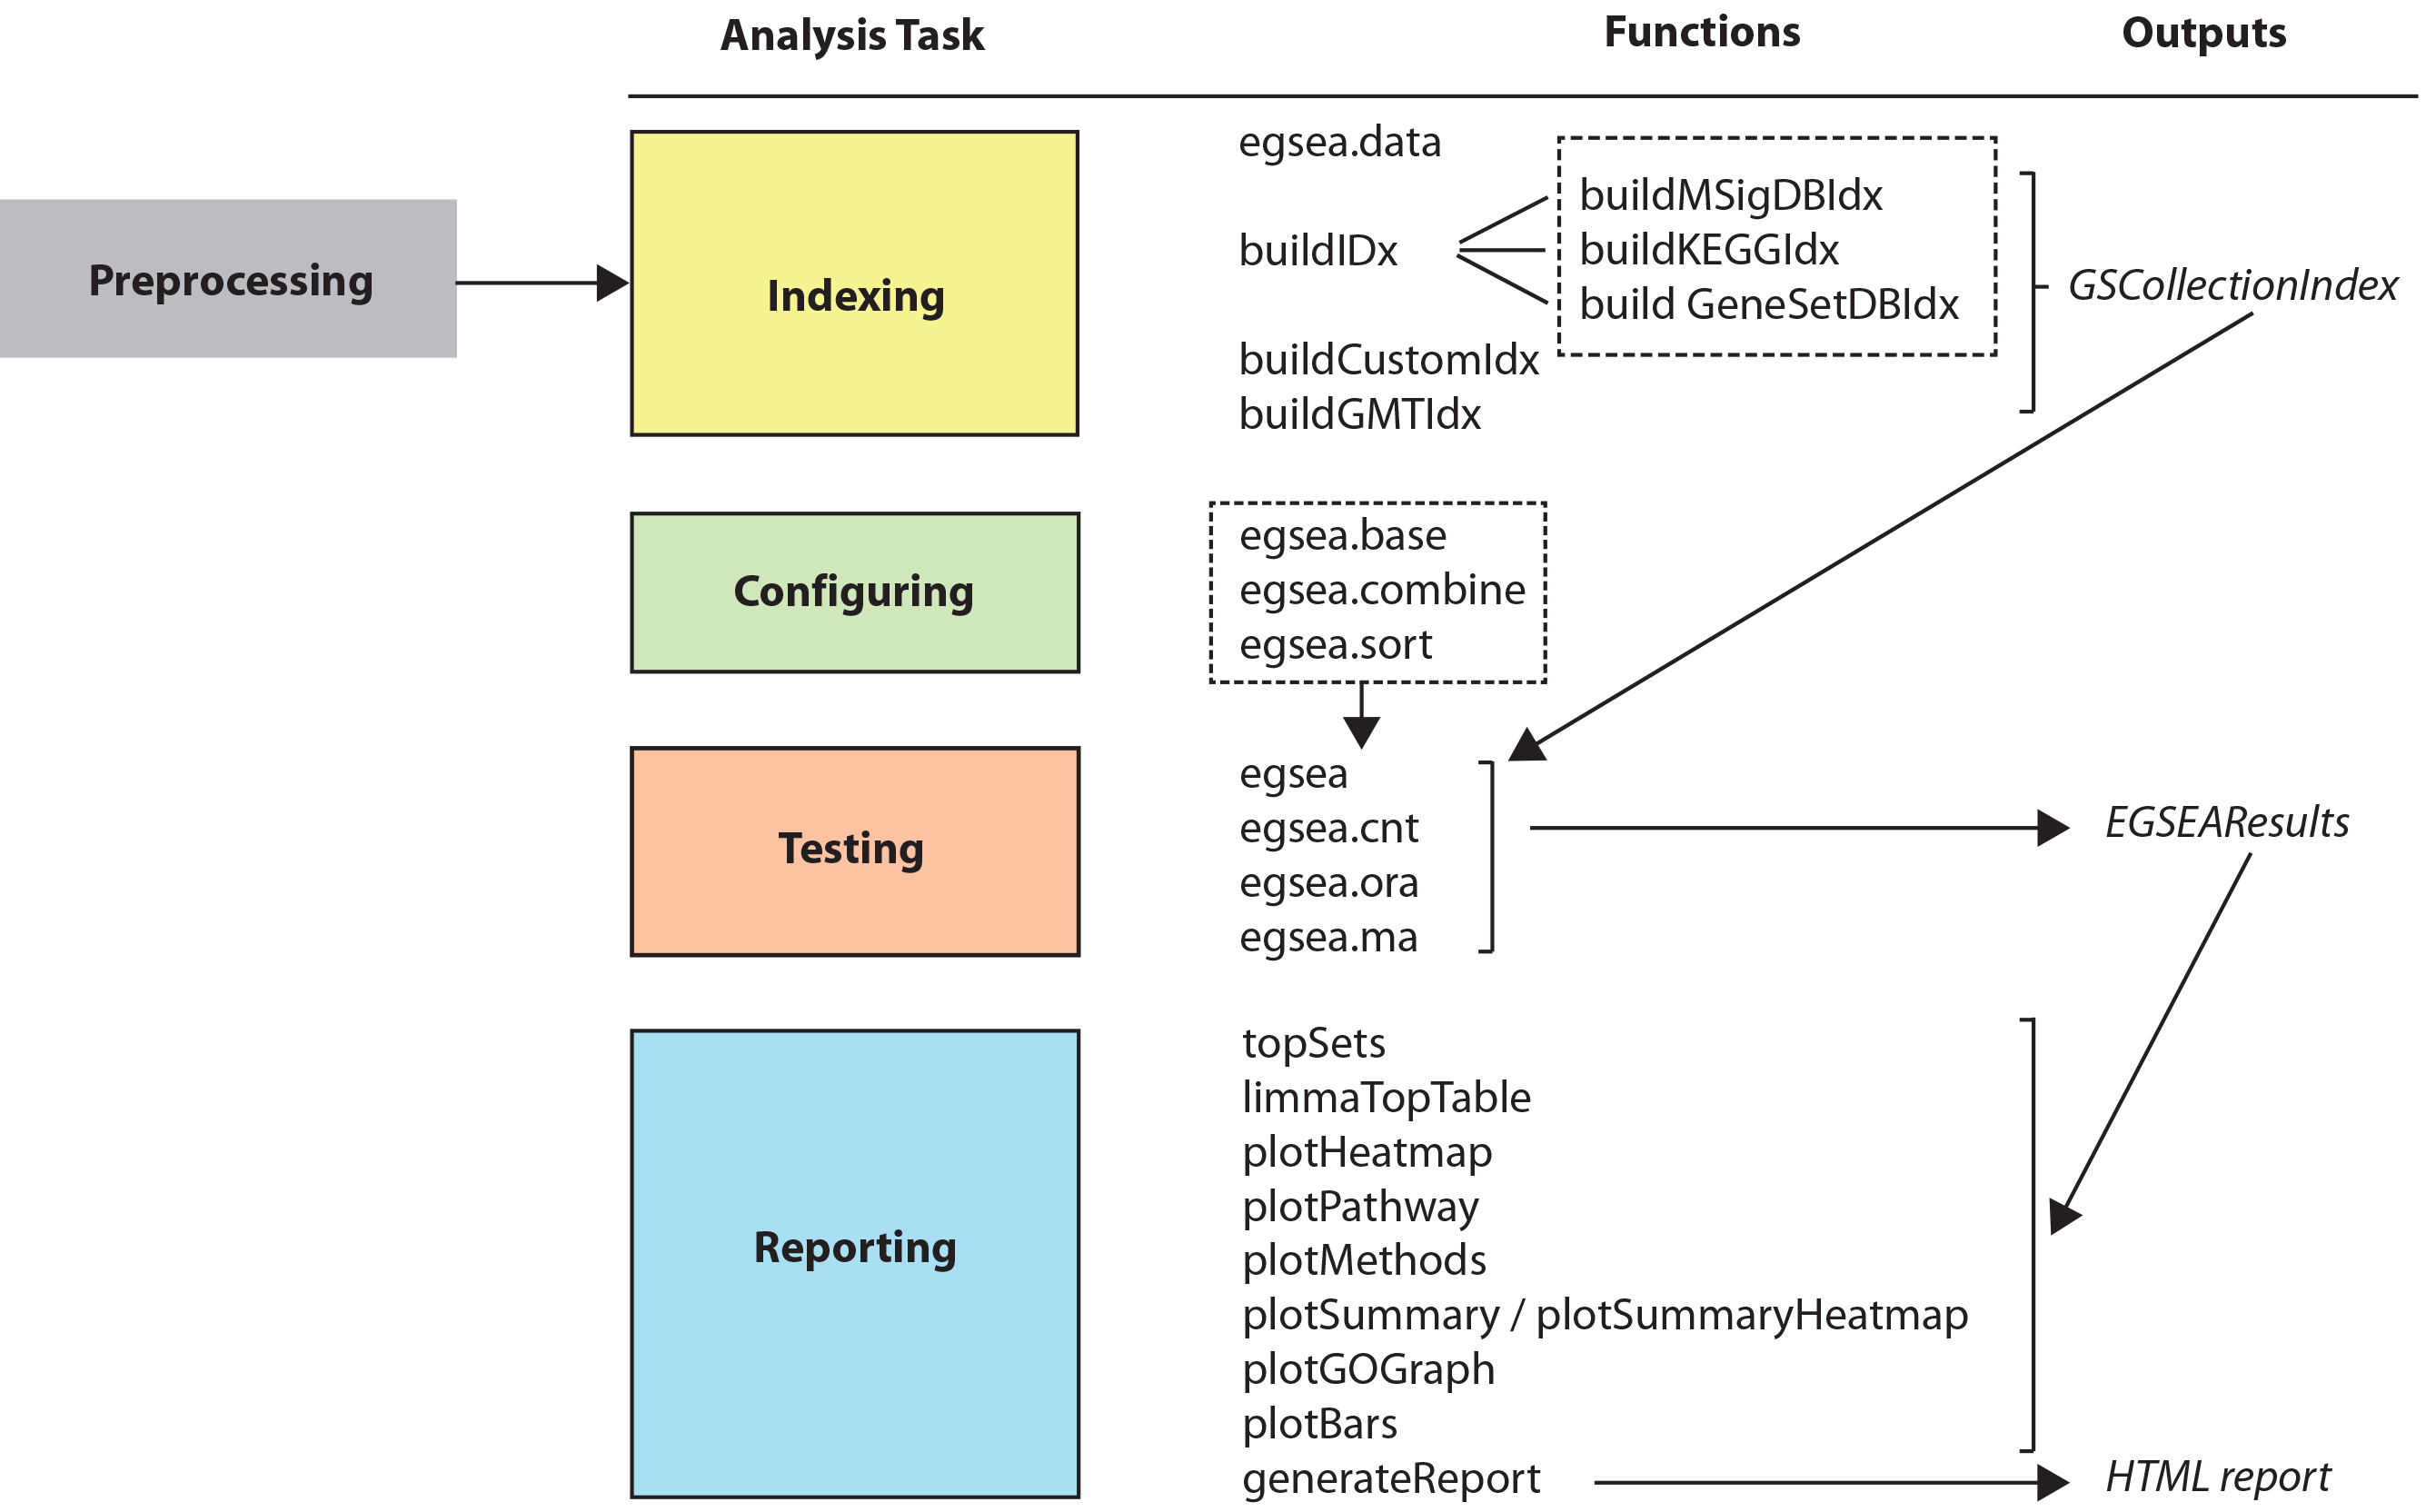 Analysis Task Functions Outputs
Preprocessing
Indexing
egsea.data
buildIDx
buildMSigDBIdx
buildKEGGIdx
build GeneSetDBIdx
buildCustomIdx
buildGMTIdx
GSCollectionIndex
Configuring
egsea.base
egsea.combine
egsea.sort
Testing
egsea
egsea.cnt
egsea.ora
egsea.ma
EGSEAResults
Reporting
topSets
limmaTopTable
plotHeatmap
plotPathway
plotMethods
plotSummary / plotSummaryHeatmap
plotGOGraph
plotBars
generateReport
HTML report